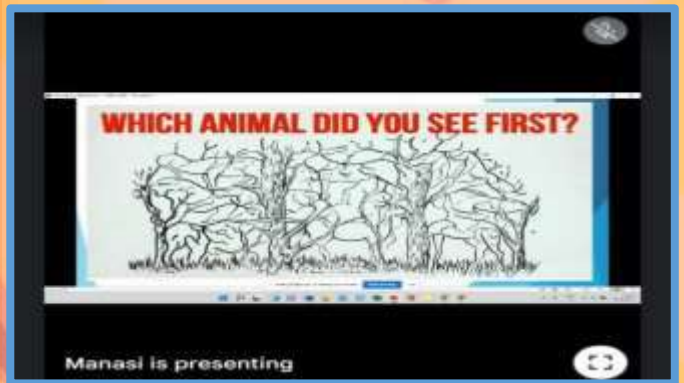 WHICH ANIMAL DID YOU SEE FIRST?
Manasi is presenting